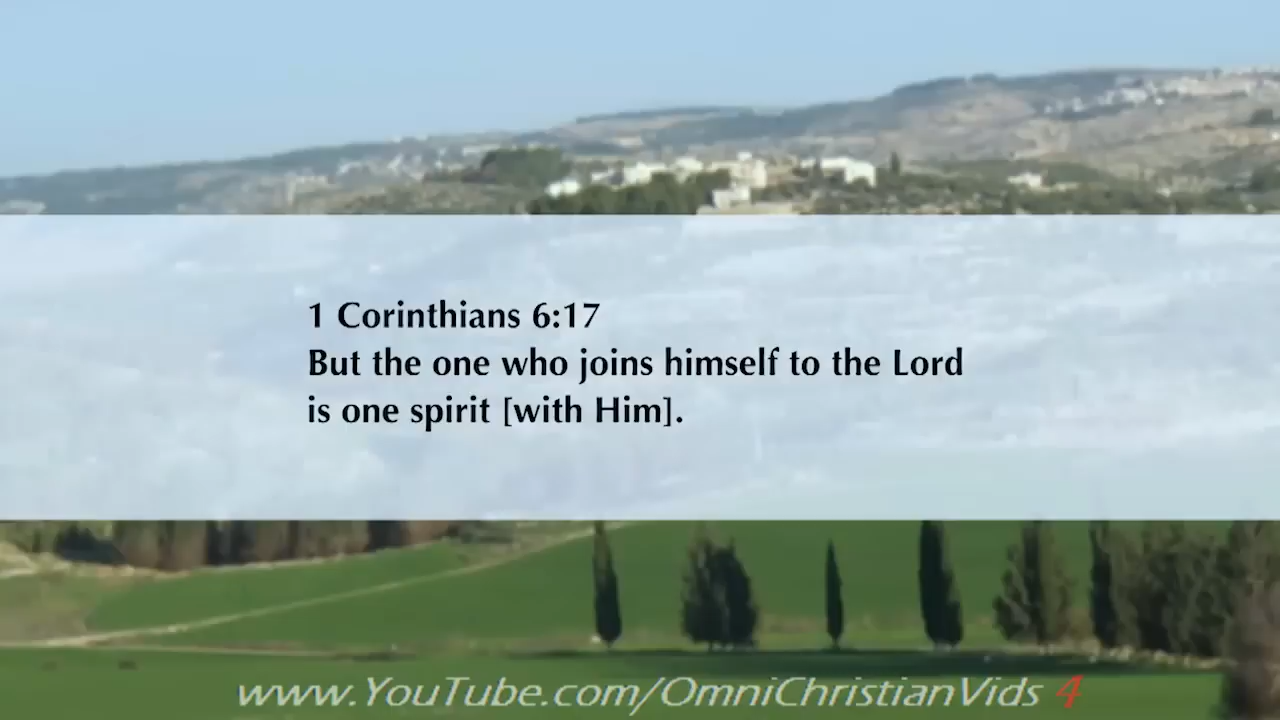 1 Corinthians 6:17
But the one who joins himself to the Lord
is one spirit [with Him].
www.YouTube.com/OmniChristianVids 4